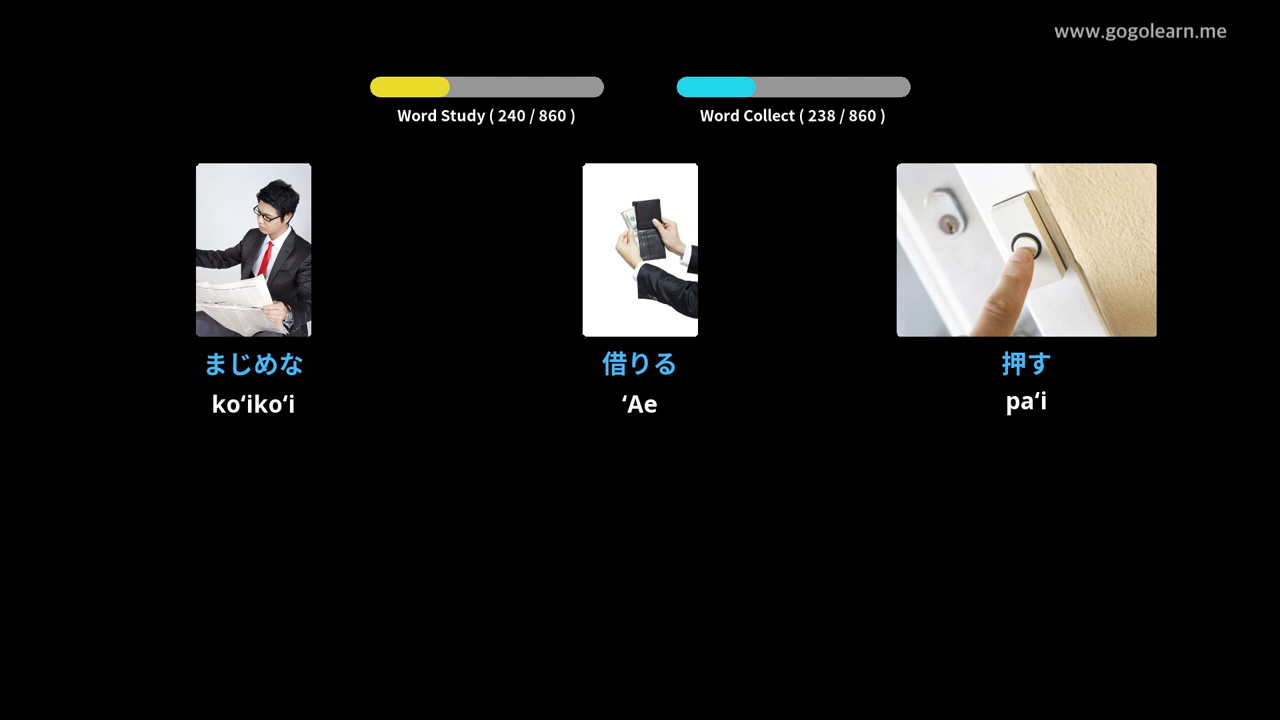 www.gogolearn.me
Word Study ( 240 / 860 )
Word Collect ( 238 / 860 )
まじめな
借りる
押す
koʻikoʻi
ʻAe
paʻi